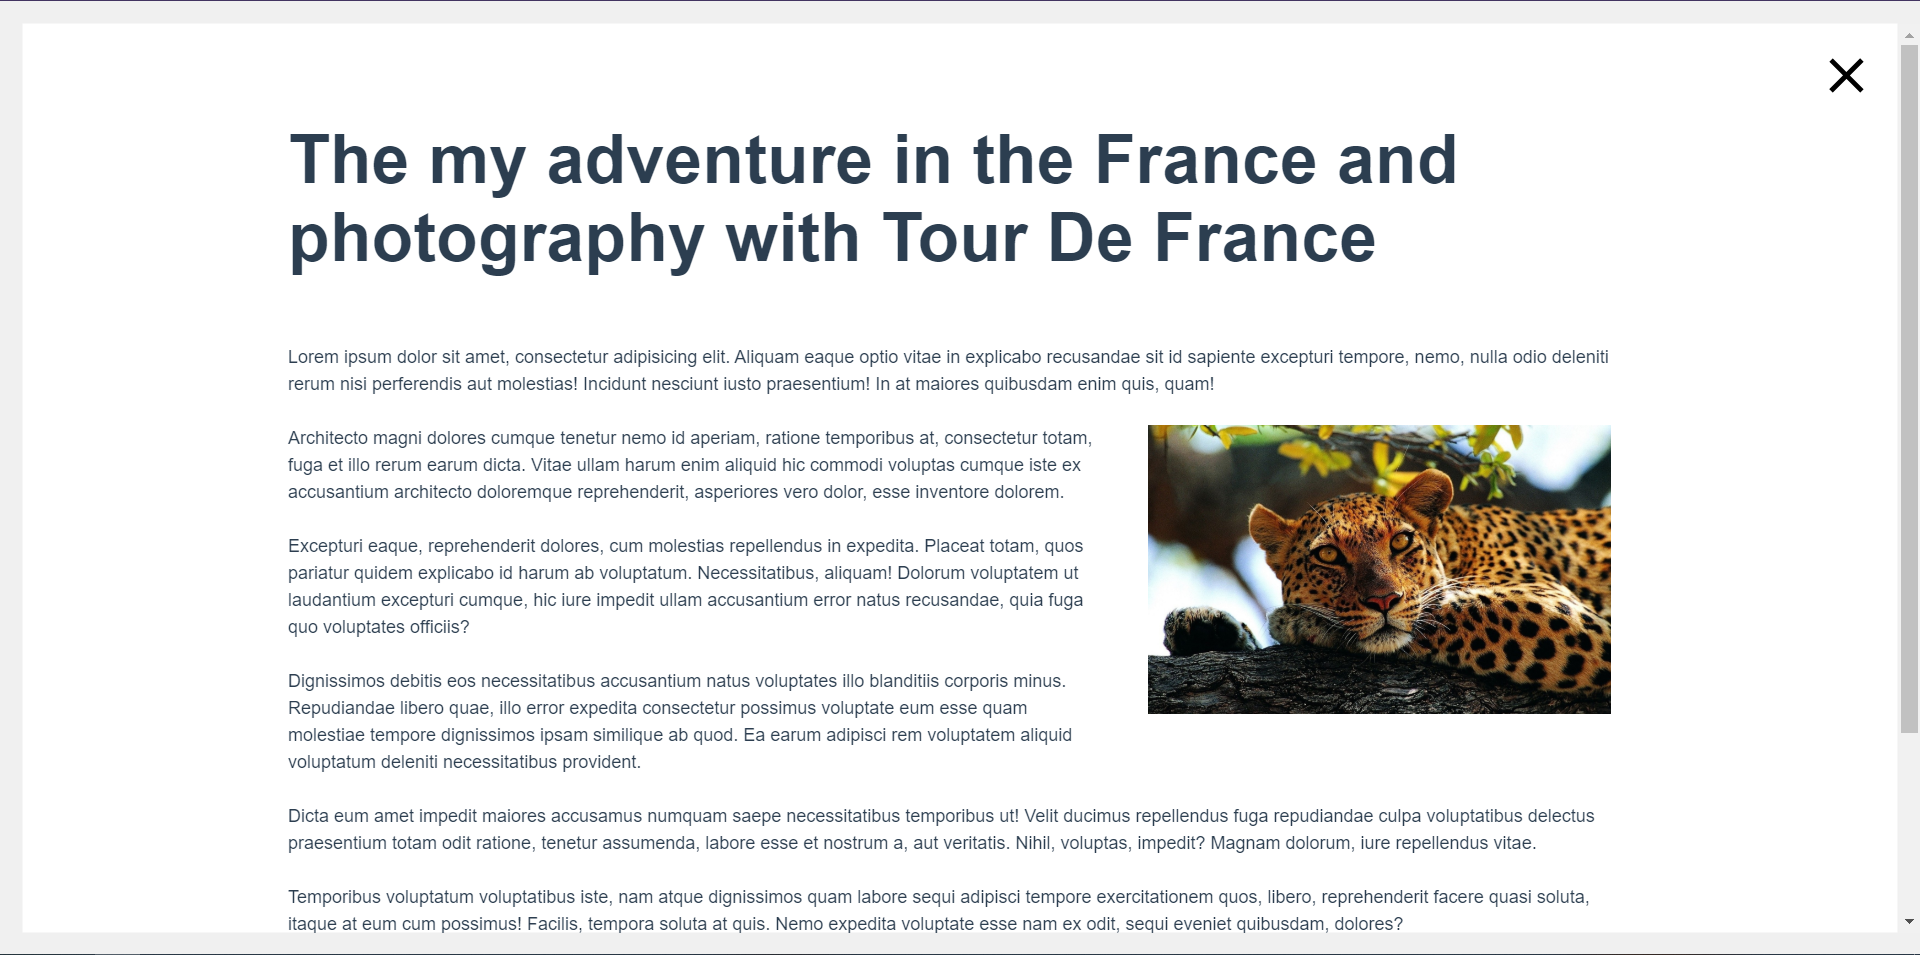 The my adventure in the France and
photography with Tour De France
Lorem ipsum dolor sit amet, consectetur adipisicing elit. Aliquam eaque optio vitae in explicabo recusandae sit id sapiente excepturi tempore, nemo, nulla odio deleniti
rerum nisi perferendis aut molestias! Incidunt nesciunt iusto praesentium! In at maiores quibusdam enim quis, quam!
Architecto magni dolores cumque tenetur nemo id aperiam, ratione temporibus at, consectetur totam,
fuga et illo rerum earum dicta. Vitae ullam harum enim aliquid hic commodi voluptas cumque iste ex
accusantium architecto doloremque reprehenderit, asperiores vero dolor, esse inventore dolorem.
Excepturi eaque, reprehenderit dolores, cum molestias repellendus in expedita. Placeat totam, quos
pariatur quidem explicabo id harum ab voluptatum. Necessitatibus, aliquam! Dolorum voluptatem ut
laudantium excepturi cumque, hic iure impedit ullam accusantium error natus recusandae, quia fuga
quo voluptates officiis?
Dignissimos debitis eos necessitatibus accusantium natus voluptates illo blanditiis corporis minus.
Repudiandae libero quae, illo error expedita consectetur possimus voluptate eum esse quam
molestiae tempore dignissimos ipsam similique ab quod. Ea earum adipisci rem voluptatem aliquid
voluptatum deleniti necessitatibus provident.
Dicta eum amet impedit maiores accusamus numquam saepe necessitatibus temporibus ut! Velit ducimus repellendus fuga repudiandae culpa voluptatibus delectus
praesentium totam odit ratione, tenetur assumenda, labore esse et nostrum a, aut veritatis. Nihil, voluptas, impedit? Magnam dolorum, iure repellendus vitae.
Temporibus voluptatum voluptatibus iste, nam atque dignissimos quam labore sequi adipisci tempore exercitationem quos, libero, reprehenderit facere quasi soluta,
itaque at eum cum possimus! Facilis, tempora soluta at quis. Nemo expedita voluptate esse nam ex odit, sequi eveniet quibusdam, dolores?